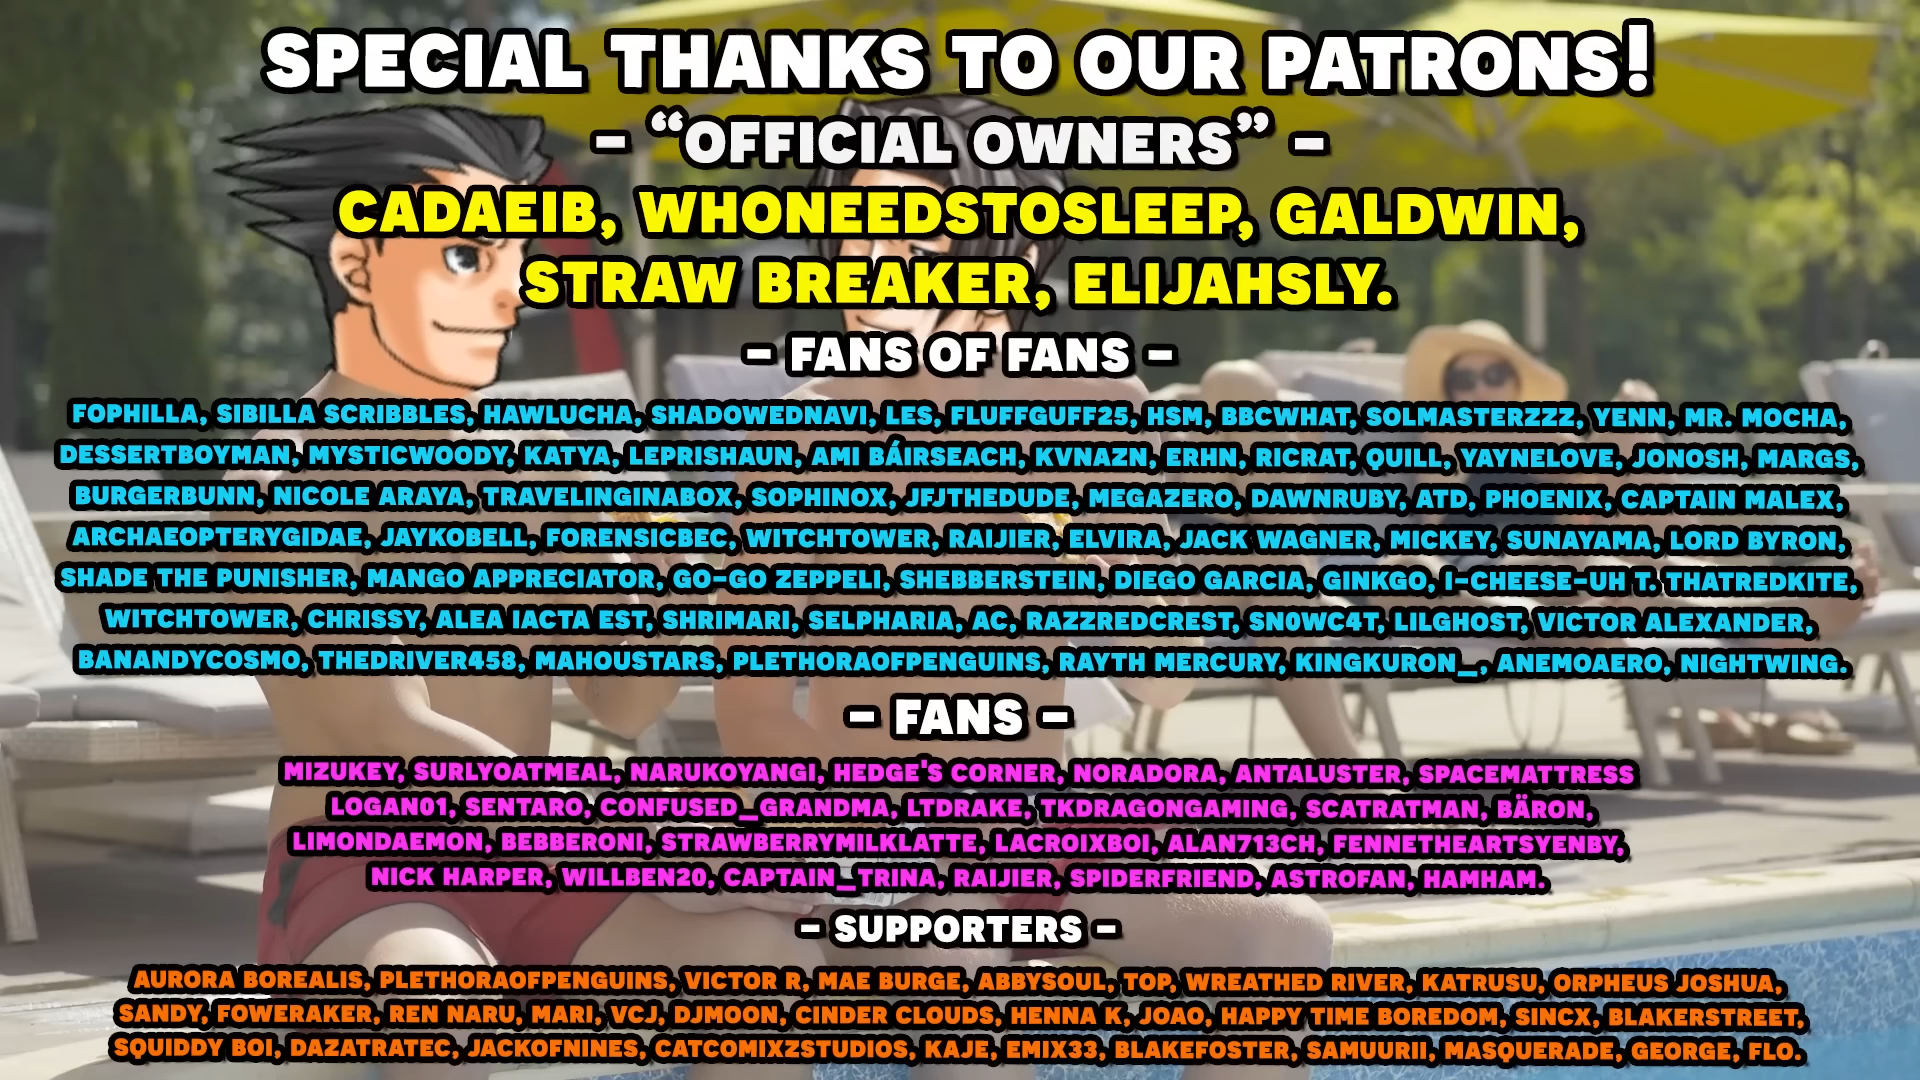 SPECIAL THANKS TO OUR PATRONS!
- “OFFICIAL OWNERS” -
CADAEIB, WHONEEDSTOSLEEP, GALDWIN,
STRAW BREAKER, ELIJAHSLY.
- FANS OF FANS -
FOPHILLA, SIBILLA SCRIBBLES, HAWLUCHA, SHADOWEDNAVI, LES, FLUFFGUFF25, HSM, BBCWHAT, SOLMASTERZZZ, YENN, MR. MOCHA,
DESSERTBOYMAN, MYSTICWOODY, KATYA, LEPRISHAUN, AMI BÁIRSEACH, KVNAZN, ERHN, RICRAT, QUILL, YAYNELOVE, JONOSH, MARGS,
BURGERBUNN, NICOLE ARAYA, TRAVELINGINABOX, SOPHINOX, JFJTHEDUDE, MEGAZERO, DAWNRUBY, ATD, PHOENIX, CAPTAIN MALEX,
ARCHAEOPTERYGIDAE, JAYKOBELL, FORENSICBEC, WITCHTOWER, RAIJIER, ELVIRA, JACK WAGNER, MICKEY, SUNAYAMA, LORD BYRON,
SHADE THE PUNISHER, MANGO APPRECIATOR, GO-GO ZEPPELI, SHEBBERSTEIN, DIEGO GARCIA, GINKGO, I-CHEESE-UH T. THATREDKITE,
WITCHTOWER, CHRISSY, ALEA IACTA EST, SHRIMARI, SELPHARIA, AC, RAZZREDCREST, SN0WC4T, LILGHOST, VICTOR ALEXANDER,
BANANDYCOSMO, THEDRIVER458, MAHOUSTARS, PLETHORAOFPENGUINS, RAYTH MERCURY, KINGKURON_, ANEMOAERO, NIGHTWING.
- FANS -
MIZUKEY, SURLYOATMEAL, NARUKOYANGI, HEDGE'S CORNER, NORADORA, ANTALUSTER, SPACEMATTRESS
LOGAN01, SENTARO, CONFUSED_GRANDMA, LTDRAKE, TKDRAGONGAMING, SCATRATMAN, BÄRON,
LIMONDAEMON, BEBBERONI, STRAWBERRYMILKLATTE, LACROIXBOI, ALAN713CH, FENNETHEARTSYENBY,
NICK HARPER, WILLBEN20, CAPTAIN_TRINA, RAIJIER, SPIDERFRIEND, ASTROFAN, HAMHAM.
- SUPPORTERS -
AURORA BOREALIS, PLETHORAOFPENGUINS, VICTOR R, MAE BURGE, ABBYSOUL, TOP, WREATHED RIVER, KATRUSU, ORPHEUS JOSHUA,
SANDY, FOWERAKER, REN NARU, MARI, VCJ, DJMOON, CINDER CLOUDS, HENNA K, JOAO, HAPPY TIME BOREDOM, SINCX, BLAKERSTREET,
SQUIDDY BOI, DAZATRATEC, JACKOFNINES, CATCOMIXZSTUDIOS, KAJE, EMIX33, BLAKEFOSTER, SAMUURII, MASQUERADE, GEORGE, FLO.